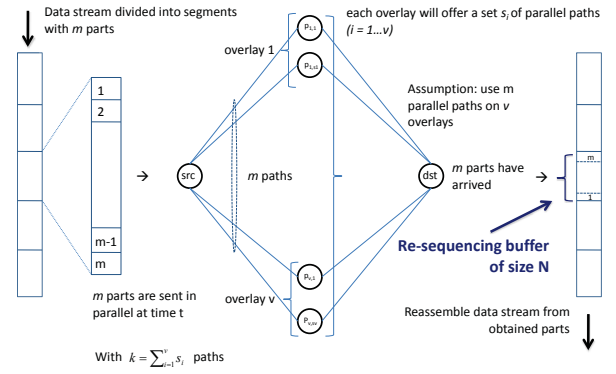 Data stream divided into segments
with m parts
each overlay will offer a set si of parallel paths
(i = 1...v)
overlay 1
p1,1
p1,s1
1
2
m-1
m
→
src
m paths
Assumption: use m
parallel paths on v
overlays
dst
m parts have
arrived
→
m
1
Re-sequencing buffer
of size N
m parts are sent in
parallel at time t
overlay v
pv,1
Pv,sv
Reassemble data stream from
obtained parts
With k = ∑ᵛᵢ₌₁ sᵢ paths